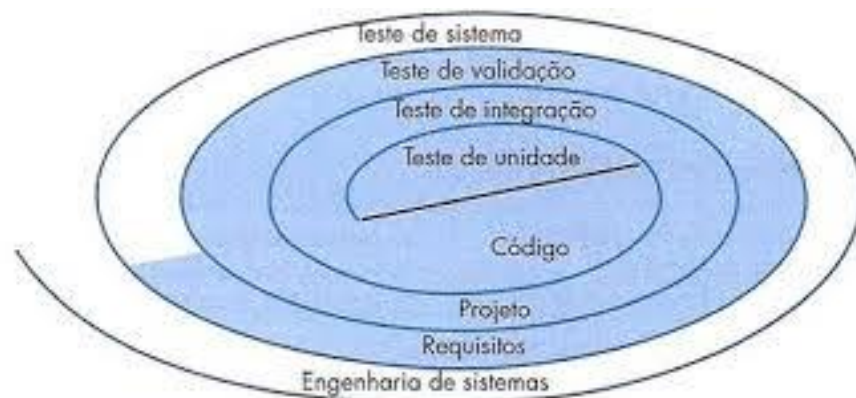 Teste de sistema
Teste de validação
Teste de integração
Teste de unidade
Código
Projeto
Requisitos
Engenharia de sistemas